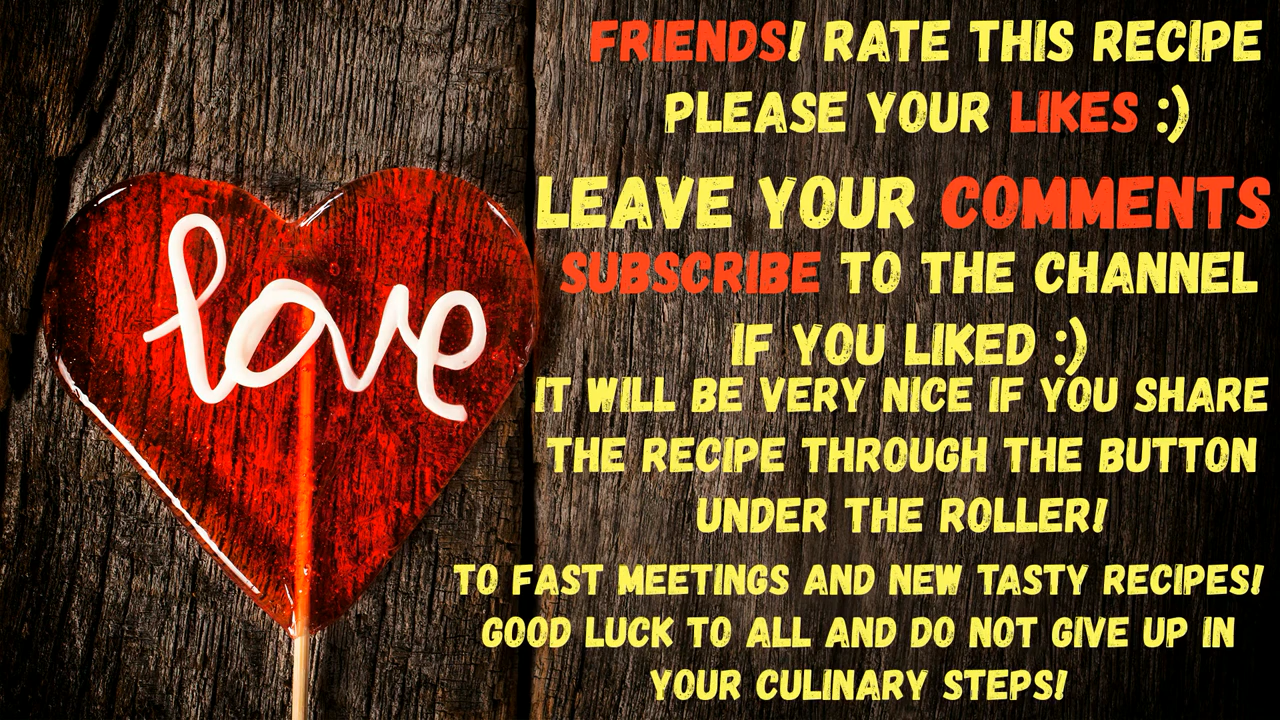 love
FRIENDS! RATE THIS RECIPE
PLEASE YOUR LIKES :)
LEAVE YOUR COMMENTS
SUBSCRIBE TO THE CHANNEL
IF YOU LIKED :)
IT WILL BE VERY NICE IF YOU SHARE
THE RECIPE THROUGH THE BUTTON
UNDER THE ROLLER!
TO FAST MEETINGS AND NEW TASTY RECIPES!
GOOD LUCK TO ALL AND DO NOT GIVE UP IN
YOUR CULINARY STEPS!